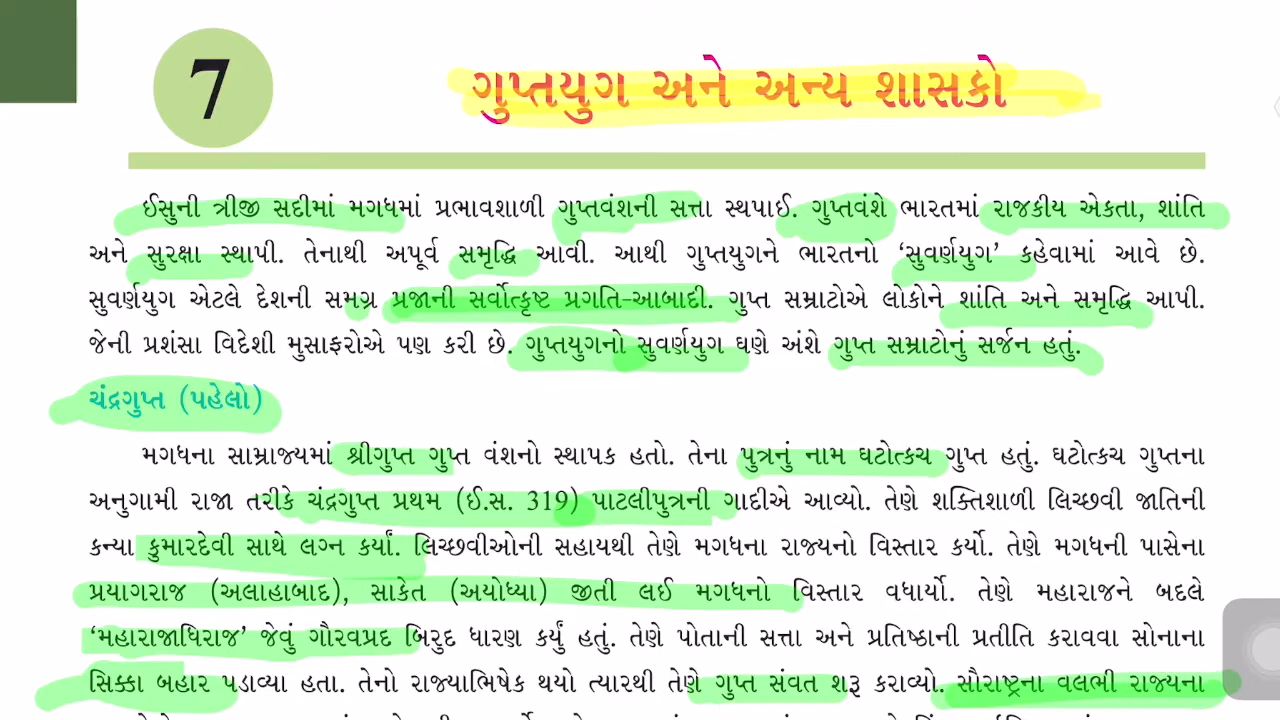 7
ગુપ્તયુગ અને અન્ય શાસકો
ઈસુની ત્રીજી સદીમાં મગધમાં પ્રભાવશાળી ગુપ્તવંશની સત્તા સ્થપાઈ. ગુપ્તવંશે ભારતમાં રાજકીય એકતા, શાંતિ
અને સુરક્ષા સ્થાપી. તેનાથી અપૂર્વ સમૃદ્ધિ આવી. આથી ગુપ્તયુગને ભારતનો ‘સુવર્ણયુગ’ કહેવામાં આવે છે.
સુવર્ણયુગ એટલે દેશની સમગ્ર પ્રજાની સર્વોત્કૃષ્ટ પ્રગતિ-આબાદી. ગુપ્ત સમ્રાટોએ લોકોને શાંતિ અને સમૃદ્ધિ આપી.
જેની પ્રશંસા વિદેશી મુસાફરોએ પણ કરી છે. ગુપ્તયુગનો સુવર્ણયુગ ઘણે અંશે ગુપ્ત સમ્રાટોનું સર્જન હતું.
ચંદ્રગુપ્ત (પહેલો)
મગધના સામ્રાજ્યમાં શ્રીગુપ્ત ગુપ્ત વંશનો સ્થાપક હતો. તેના પુત્રનું નામ ઘટોત્કચ ગુપ્ત હતું. ઘટોત્કચ ગુપ્તના
અનુગામી રાજા તરીકે ચંદ્રગુપ્ત પ્રથમ (ઈ.સ. 319) પાટલીપુત્રની ગાદીએ આવ્યો. તેણે શક્તિશાળી લિચ્છવી જાતિની
કન્યા કુમારદેવી સાથે લગ્ન કર્યાં. લિચ્છવીઓની સહાયથી તેણે મગધના રાજ્યનો વિસ્તાર કર્યો. તેણે મગધની પાસેના
પ્રયાગરાજ (અલાહાબાદ), સાકેત (અયોધ્યા) જીતી લઈ મગધનો વિસ્તાર વધાર્યો. તેણે મહારાજને બદલે
‘મહારાજાધિરાજ’ જેવું ગૌરવપ્રદ બિરુદ ધારણ કર્યું હતું. તેણે પોતાની સત્તા અને પ્રતિષ્ઠાની પ્રતીતિ કરાવવા સોનાના
સિક્કા બહાર પડાવ્યા હતા. તેનો રાજ્યાભિષેક થયો ત્યારથી તેણે ગુપ્ત સંવત શરૂ કરાવ્યો. સૌરાષ્ટ્રના વલભી રાજ્યના